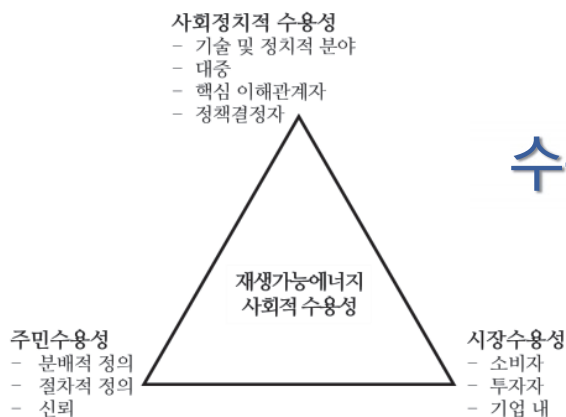 사회정치적 수용성
- 기술 및 정치적 분야
- 대중
- 핵심 이해관계자
- 정책결정자
수
재생가능에너지
사회적 수용성
주민수용성
- 분배적 정의
- 절차적 정의
- 신뢰
시장수용성
- 소비자
- 투자자
- 기업 내